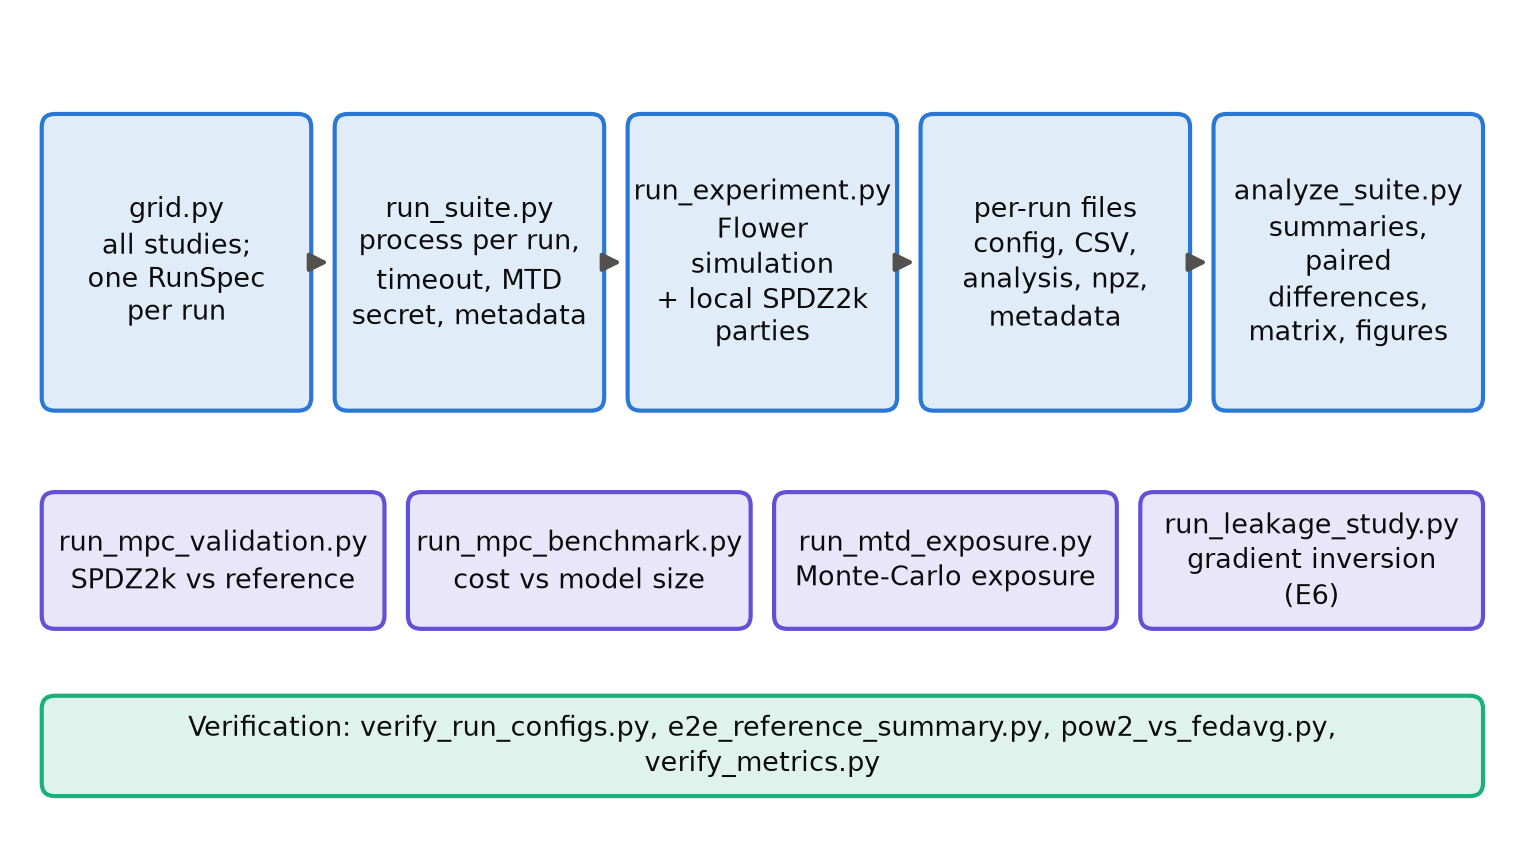 grid.py
all studies;
one RunSpec
per run
run_suite.py
process per run,
timeout, MTD
secret, metadata
run_experiment.py
Flower
simulation
+ local SPDZ2k
parties
per-run files
config, CSV,
analysis, npz,
metadata
analyze_suite.py
summaries,
paired
differences,
matrix, figures
run_mpc_validation.py
SPDZ2k vs reference
run_mpc_benchmark.py
cost vs model size
run_mtd_exposure.py
Monte-Carlo exposure
run_leakage_study.py
gradient inversion
(E6)
Verification: verify_run_configs.py, e2e_reference_summary.py, pow2_vs_fedavg.py,
verify_metrics.py